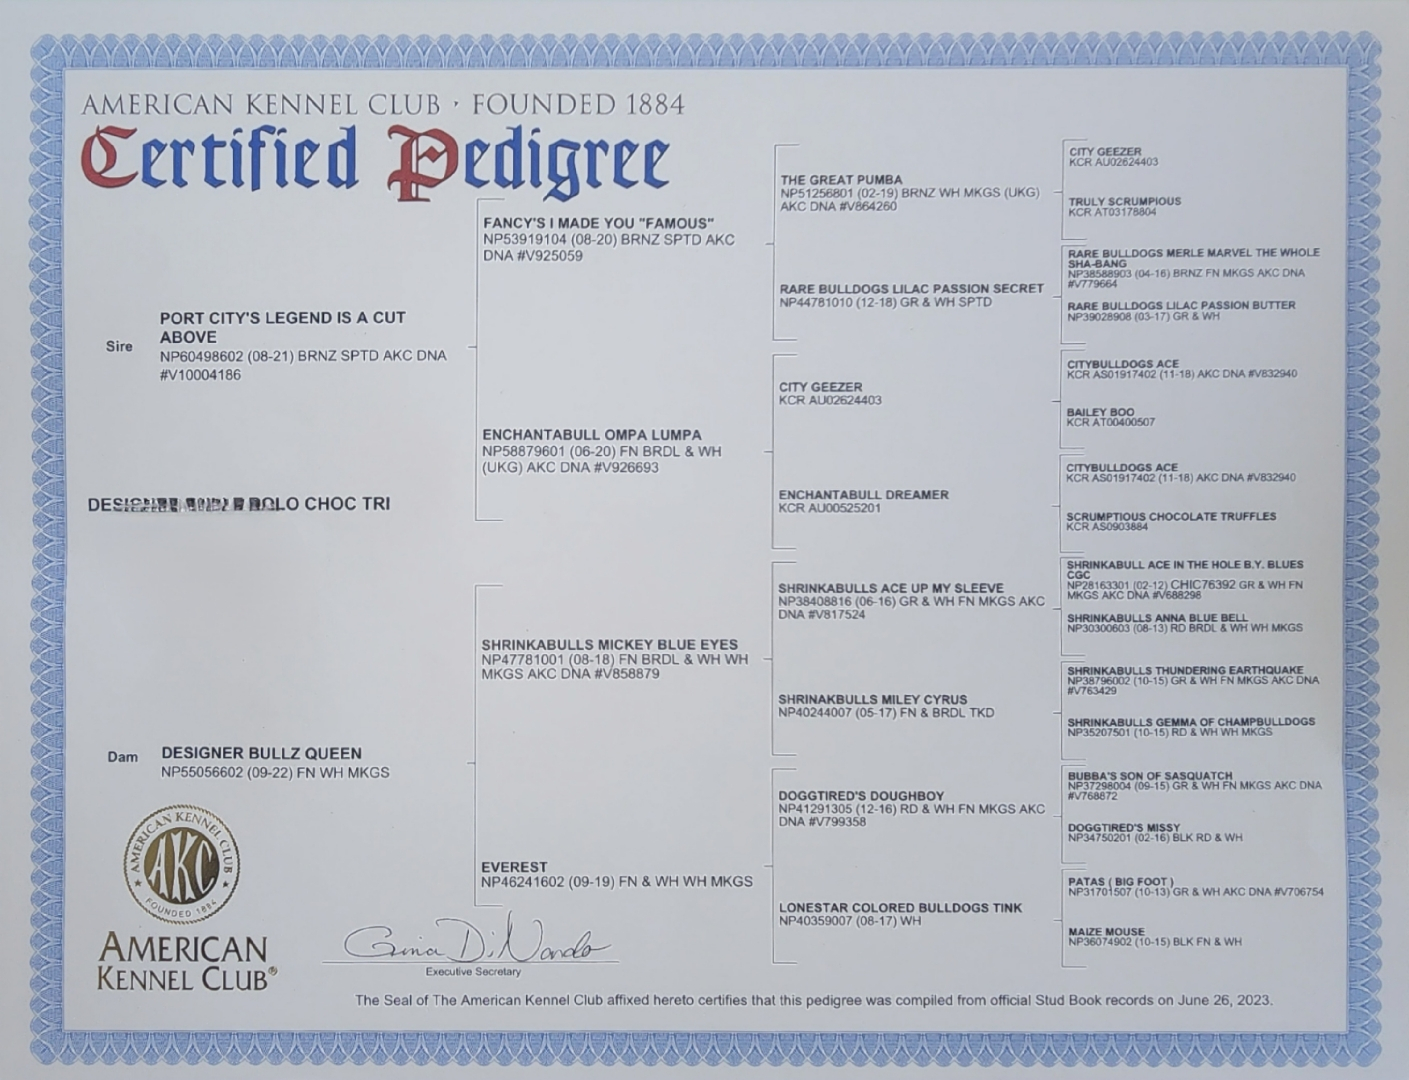 AMERICAN KENNEL CLUB · FOUNDED 1884
Certified Pedigree
Sire
PORT CITY'S LEGEND IS A CUT
ABOVE
NP60498602 (08-21) BRNZ SPTD AKC DNA
#V10004186
LO CHOC TRI
Dam
DESIGNER BULLZ QUEEN
NP55056602 (09-22) FN WH MKGS
FANCY'S I MADE YOU "FAMOUS"
NP53919104 (08-20) BRNZ SPTD AKC
DNA #V925059
ENCHANTABULL OMPA LUMPA
NP58879601 (06-20) FN BRDL & WH
(UKG) AKC DNA #V926693
SHRINKABULLS MICKEY BLUE EYES
NP47781001 (08-18) FN BRDL & WH WH
MKGS AKC DNA #V858879
EVEREST
NP46241602 (09-19) FN & WH WH MKGS
THE GREAT PUMBA
NP51256801 (02-19) BRNZ WH MKGS (UKG)
AKC DNA #V864260
RARE BULLDOGS LILAC PASSION SECRET
NP44781010 (12-18) GR & WH SPTD
CITY GEEZER
KCR AU02624403
ENCHANTABULL DREAMER
KCR AU00525201
SHRINKABULLS ACE UP MY SLEEVE
NP38408816 (06-16) GR & WH FN MKGS AKC
DNA #V817524
SHRINAKBULLS MILEY CYRUS
NP40244007 (05-17) FN & BRDL TKD
DOGGTIRED'S DOUGHBOY
NP41291305 (12-16) RD & WH FN MKGS AKC
DNA #V799358
LONESTAR COLORED BULLDOGS TINK
NP40359007 (08-17) WH
CITY GEEZER
KCR AU02624403
TRULY SCRUMPIOUS
KCR AT03178804
RARE BULLDOGS MERLE MARVEL THE WHOLE
SHA-BANG
NP38588903 (04-16) BRNZ FN MKGS AKC DNA
#V779664
RARE BULLDOGS LILAC PASSION BUTTER
NP39028908 (03-17) GR & WH
CITYBULLDOGS ACE
KCR AS01917402 (11-18) AKC DNA #V832940
BAILEY BOO
KCR AT00400507
CITYBULLDOGS ACE
KCR AS01917402 (11-18) AKC DNA #V832940
SCRUMPTIOUS CHOCOLATE TRUFFLES
KCR AS0903884
SHRINKABULL ACE IN THE HOLE B.Y. BLUES
CGC
NP28163301 (02-12) CHIC76392 GR & WH FN
MKGS AKC DNA #V688298
SHRINKABULLS ANNA BLUE BELL
NP30300603 (08-13) RD BRDL & WH WH MKGS
SHRINKABULLS THUNDERING EARTHQUAKE
NP38796002 (10-15) GR & WH FN MKGS AKC DNA
#V763429
SHRINKABULLS GEMMA OF CHAMPBULLDOGS
NP35207501 (10-15) RD & WH WH MKGS
BUBBA'S SON OF SASQUATCH
NP37298004 (09-15) GR & WH FN MKGS AKC DNA
#V768872
DOGGTIRED'S MISSY
NP34750201 (02-16) BLK RD & WH
PATAS ( BIG FOOT )
NP31701507 (10-13) GR & WH AKC DNA #V706754
MAIZE MOUSE
NP36074902 (10-15) BLK FN & WH
AMERICAN KENNEL CLUB
AKC
FOUNDED 1884
AMERICAN
KENNEL CLUB®
Gina DiNardo
Executive Secretary
The Seal of The American Kennel Club affixed hereto certifies that this pedigree was compiled from official Stud Book records on June 26, 2023.